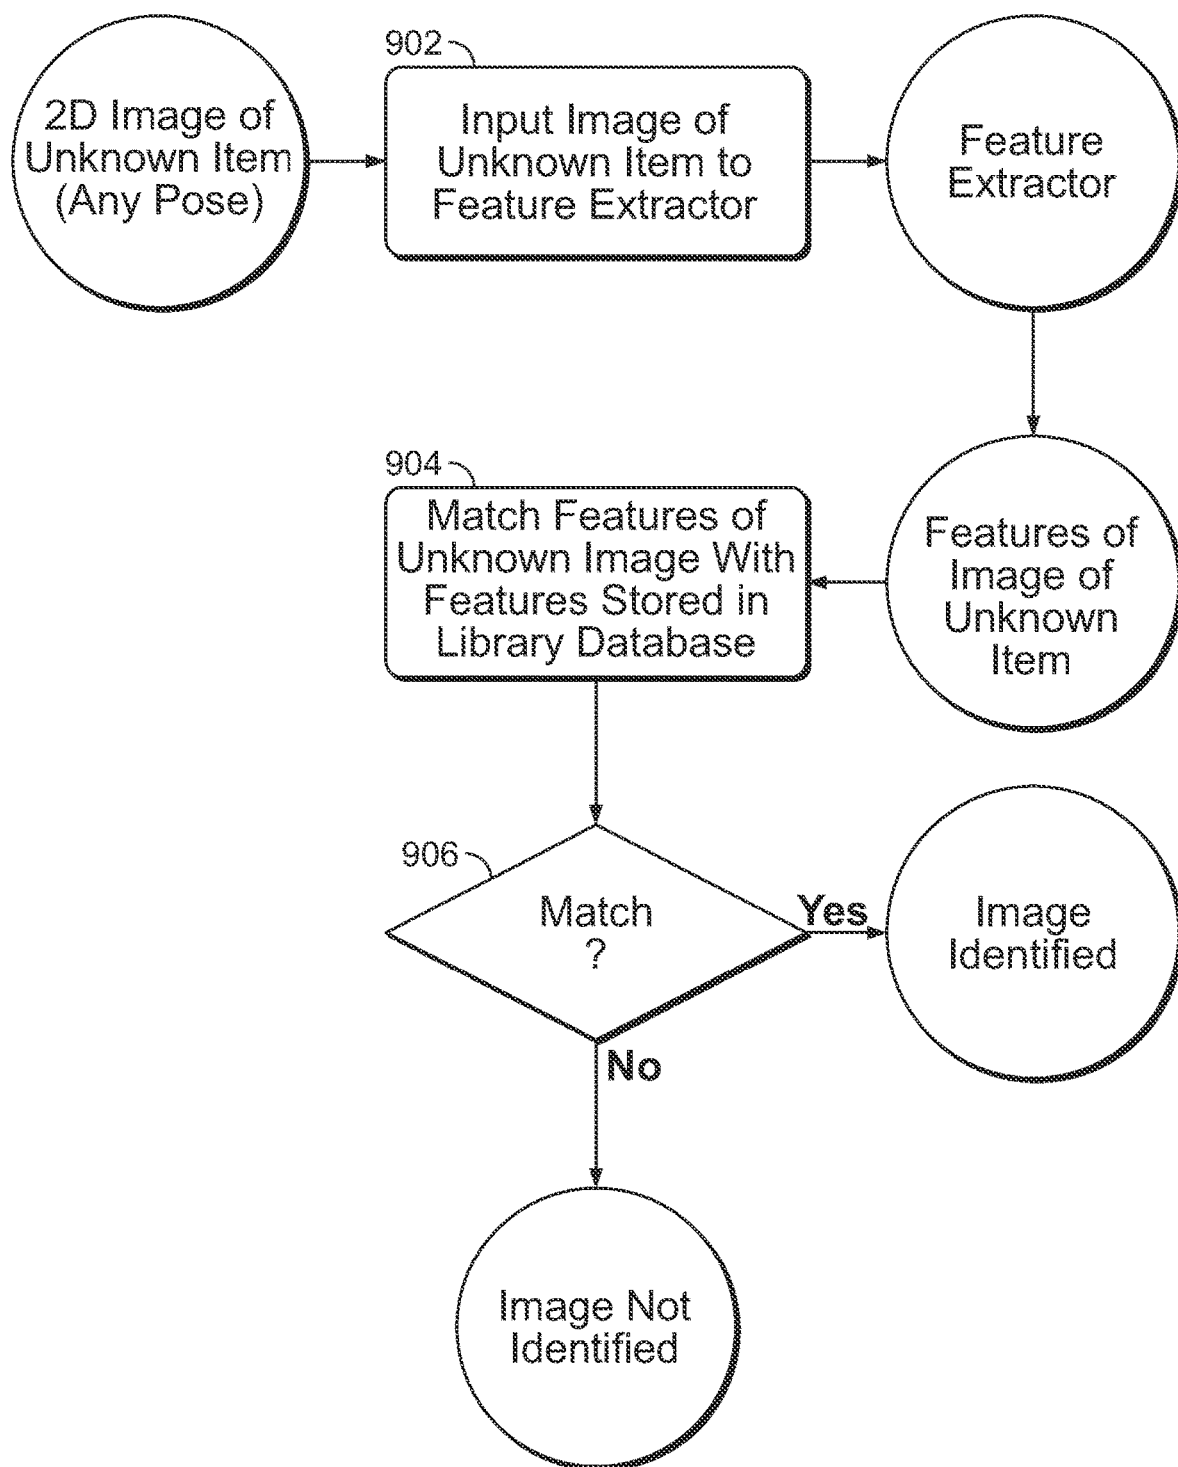 2D Image of
Unknown Item
(Any Pose)
902
Input Image of
Unknown Item to
Feature Extractor
Feature
Extractor
Features of
Image of
Unknown
Item
904
Match Features of
Unknown Image With
Features Stored in
Library Database
906
Match
?
Yes
Image
Identified
No
Image Not
Identified